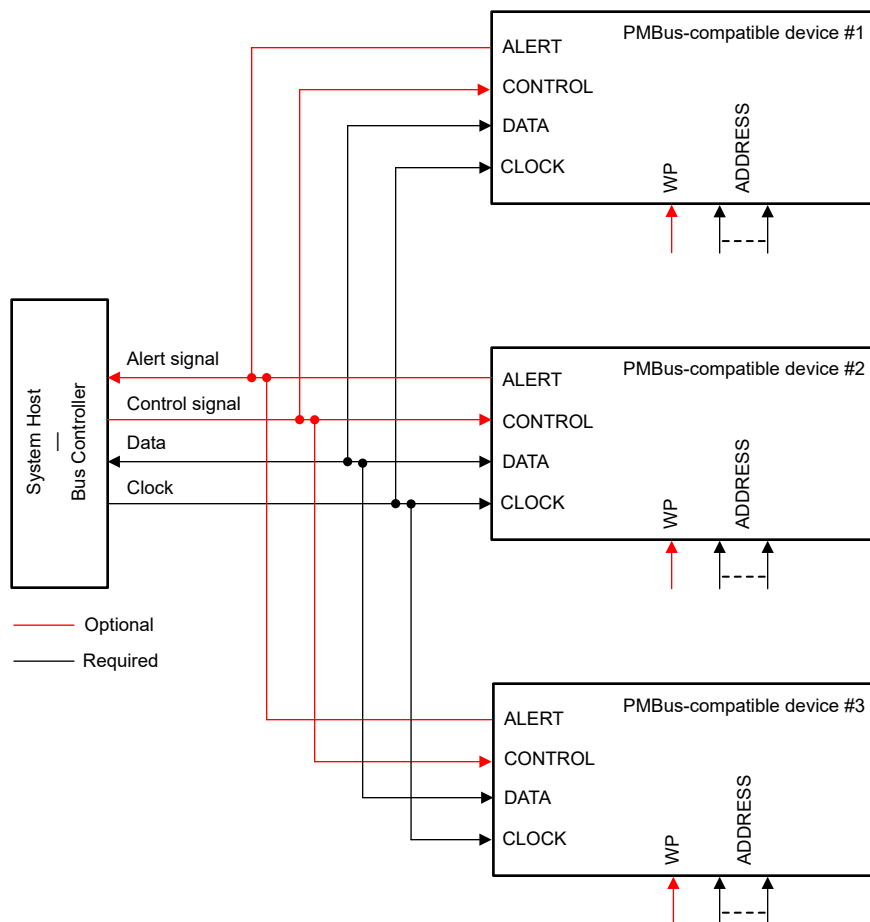 ALERT
PMBus-compatible device #1
CONTROL
DATA
CLOCK
WP
ADDRESS
System Host
—
Bus Controller
Alert signal
Control signal
Data
Clock
ALERT
PMBus-compatible device #2
CONTROL
DATA
CLOCK
WP
ADDRESS
Optional
Required
ALERT
PMBus-compatible device #3
CONTROL
DATA
CLOCK
WP
ADDRESS